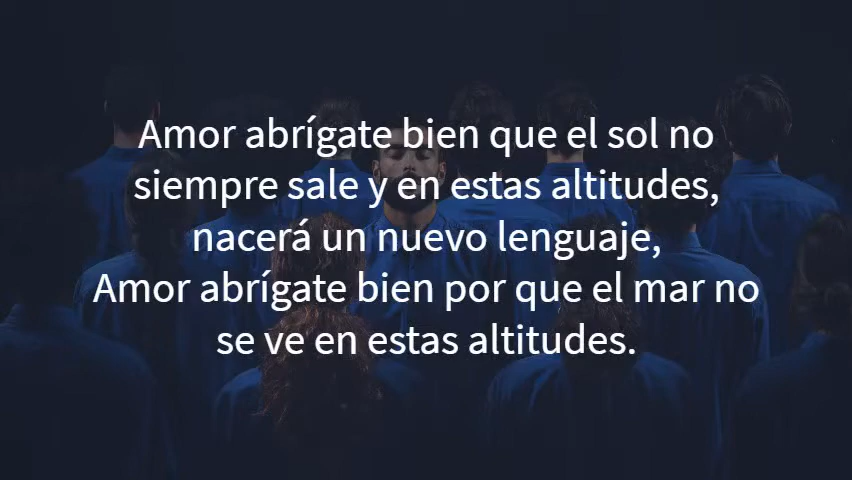 Amor abrígate bien que el sol no
siempre sale y en estas altitudes,
nacerá un nuevo lenguaje,
Amor abrígate bien por que el mar no
se ve en estas altitudes.